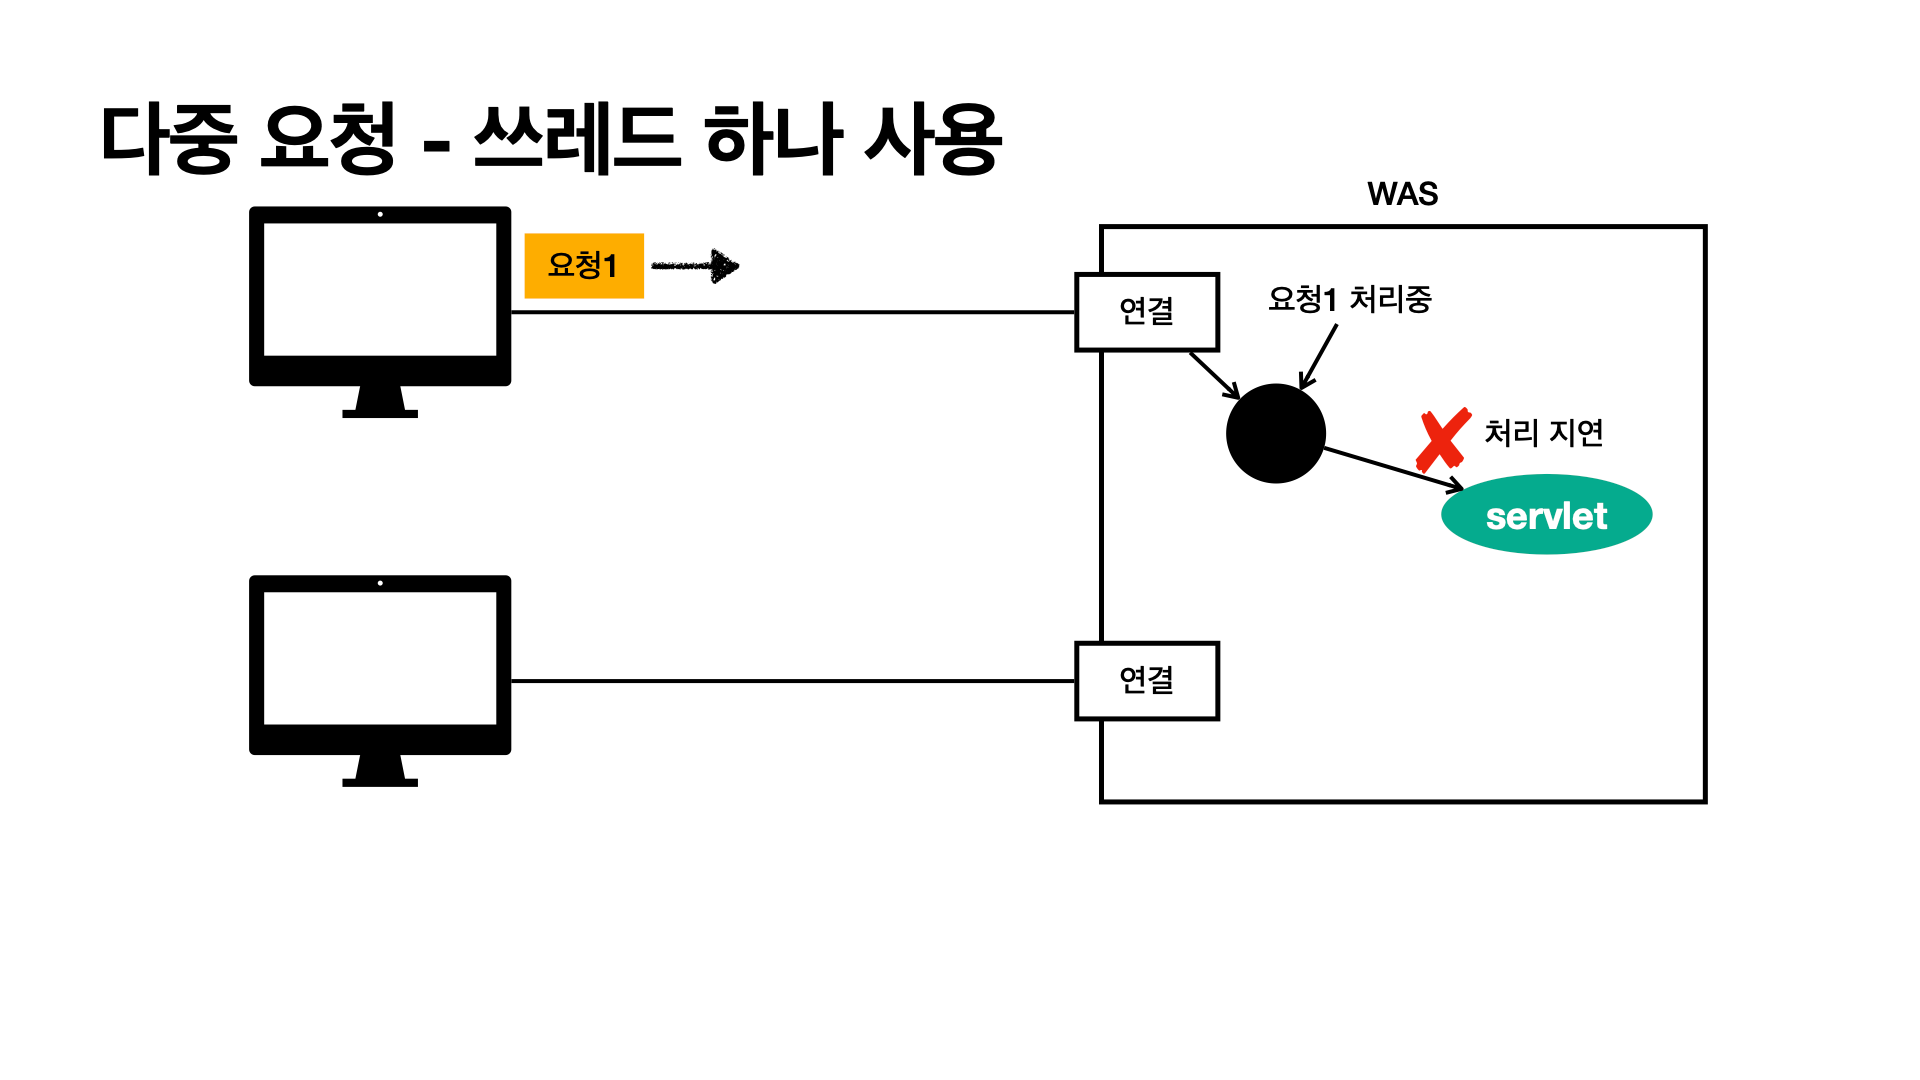 다중 요청 - 쓰레드 하나 사용
WAS
요청1
연결
요청1 처리중
처리 지연
servlet
연결